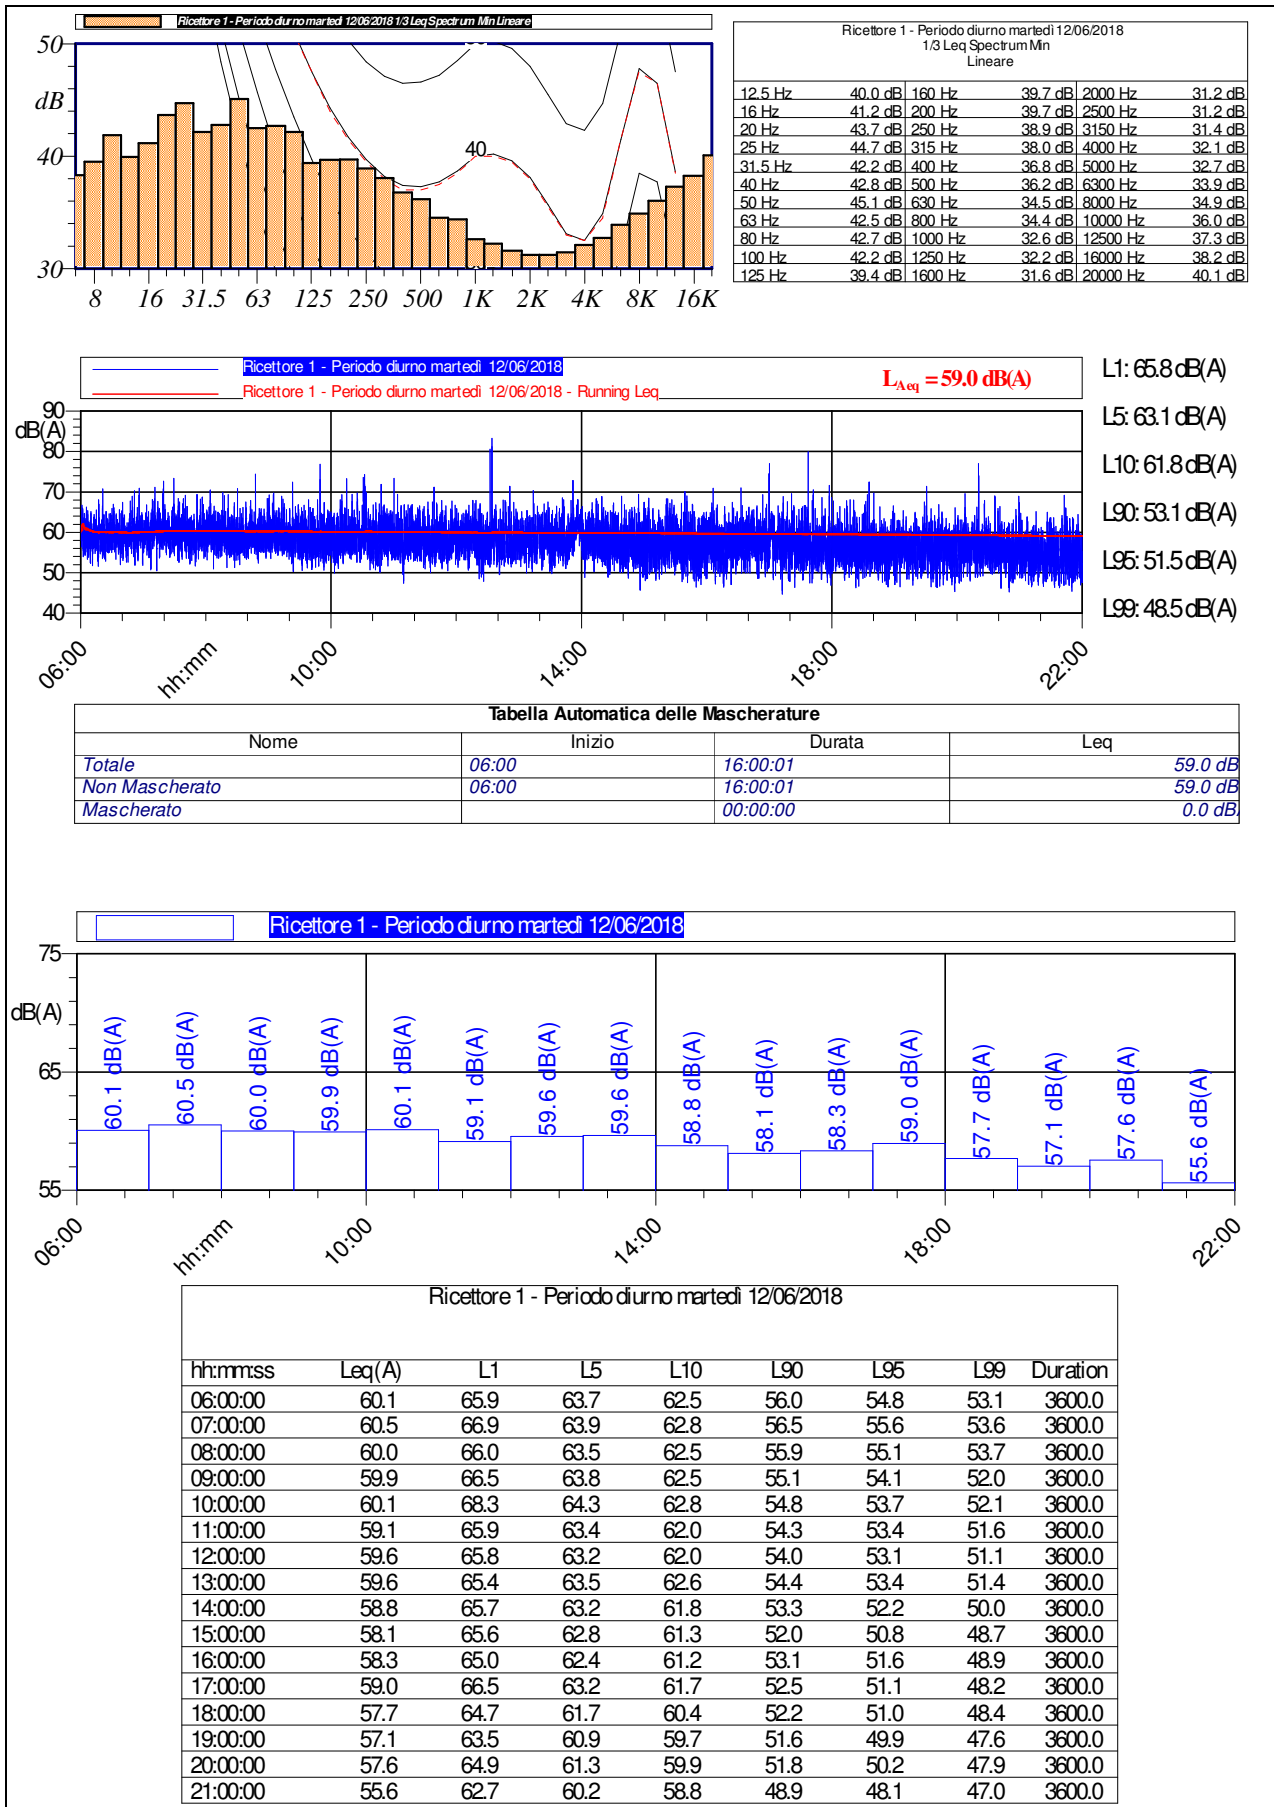 Ricettore 1 - Periodo diurno martedì 12/06/2018 1/3 Leq Spectrum Min Lineare
50
dB
40
30
40
8 16 31.5 63 125 250 500 1K 2K 4K 8K 16K
Ricettore 1 - Periodo diurno martedì 12/06/2018
1/3 Leq Spectrum Min
Lineare
12.5 Hz 40.0 dB 160 Hz 39.7 dB 2000 Hz 31.2 dB
16 Hz 41.2 dB 200 Hz 39.7 dB 2500 Hz 31.2 dB
20 Hz 43.7 dB 250 Hz 38.9 dB 3150 Hz 31.4 dB
25 Hz 44.7 dB 315 Hz 38.0 dB 4000 Hz 32.1 dB
31.5 Hz 42.2 dB 400 Hz 36.8 dB 5000 Hz 32.7 dB
40 Hz 42.8 dB 500 Hz 36.2 dB 6300 Hz 33.9 dB
50 Hz 45.1 dB 630 Hz 34.5 dB 8000 Hz 34.9 dB
63 Hz 42.5 dB 800 Hz 34.4 dB 10000 Hz 36.0 dB
80 Hz 42.7 dB 1000 Hz 32.6 dB 12500 Hz 37.3 dB
100 Hz 42.2 dB 1250 Hz 32.2 dB 16000 Hz 38.2 dB
125 Hz 39.4 dB 1600 Hz 31.6 dB 20000 Hz 40.1 dB
Ricettore 1 - Periodo diurno martedì 12/06/2018
Ricettore 1 - Periodo diurno martedì 12/06/2018 - Running Leq
LAeq = 59.0 dB(A)
90
dB(A)
80
70
60
50
40
06:00 hh:mm 10:00 14:00 18:00 22:00
L1: 65.8 dB(A)
L5: 63.1 dB(A)
L10: 61.8 dB(A)
L90: 53.1 dB(A)
L95: 51.5 dB(A)
L99: 48.5 dB(A)
Tabella Automatica delle Mascherature
Nome Inizio Durata Leq
Totale 06:00 16:00:01 59.0 dB
Non Mascherato 06:00 16:00:01 59.0 dB
Mascherato 00:00:00 0.0 dB
Ricettore 1 - Periodo diurno martedì 12/06/2018
75
dB(A)
65
55
60.1 dB(A) 60.5 dB(A) 60.0 dB(A) 59.9 dB(A) 60.1 dB(A) 59.1 dB(A) 59.6 dB(A) 59.6 dB(A) 58.8 dB(A) 58.1 dB(A) 58.3 dB(A) 59.0 dB(A) 57.7 dB(A) 57.1 dB(A) 57.6 dB(A) 55.6 dB(A)
06:00 hh:mm 10:00 14:00 18:00 22:00
Ricettore 1 - Periodo diurno martedì 12/06/2018
hh:mm:ss Leq(A) L1 L5 L10 L90 L95 L99 Duration
06:00:00 60.1 65.9 63.7 62.5 56.0 54.8 53.1 3600.0
07:00:00 60.5 66.9 63.9 62.8 56.5 55.6 53.6 3600.0
08:00:00 60.0 66.0 63.5 62.5 55.9 55.1 53.7 3600.0
09:00:00 59.9 66.5 63.8 62.5 55.1 54.1 52.0 3600.0
10:00:00 60.1 68.3 64.3 62.8 54.8 53.7 52.1 3600.0
11:00:00 59.1 65.9 63.4 62.0 54.3 53.4 51.6 3600.0
12:00:00 59.6 65.8 63.2 62.0 54.0 53.1 51.1 3600.0
13:00:00 59.6 65.4 63.5 62.6 54.4 53.4 51.4 3600.0
14:00:00 58.8 65.7 63.2 61.8 53.3 52.2 50.0 3600.0
15:00:00 58.1 65.6 62.8 61.3 52.0 50.8 48.7 3600.0
16:00:00 58.3 65.0 62.4 61.2 53.1 51.6 48.9 3600.0
17:00:00 59.0 66.5 63.2 61.7 52.5 51.1 48.2 3600.0
18:00:00 57.7 64.7 61.7 60.4 52.2 51.0 48.4 3600.0
19:00:00 57.1 63.5 60.9 59.7 51.6 49.9 47.6 3600.0
20:00:00 57.6 64.9 61.3 59.9 51.8 50.2 47.9 3600.0
21:00:00 55.6 62.7 60.2 58.8 48.9 48.1 47.0 3600.0